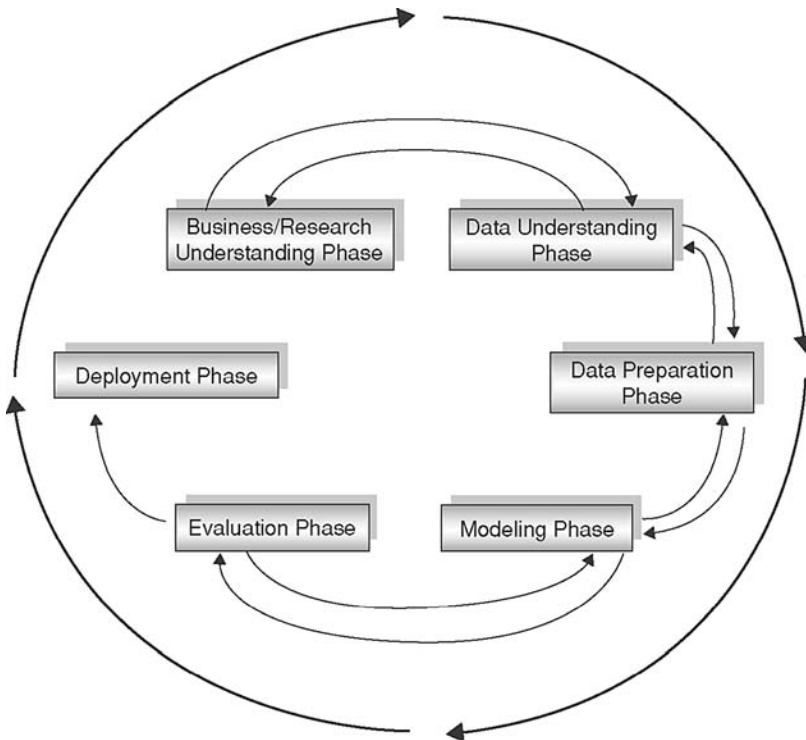 Business/Research
Understanding Phase
Data Understanding
Phase
Deployment Phase
Data Preparation
Phase
Evaluation Phase
Modeling Phase